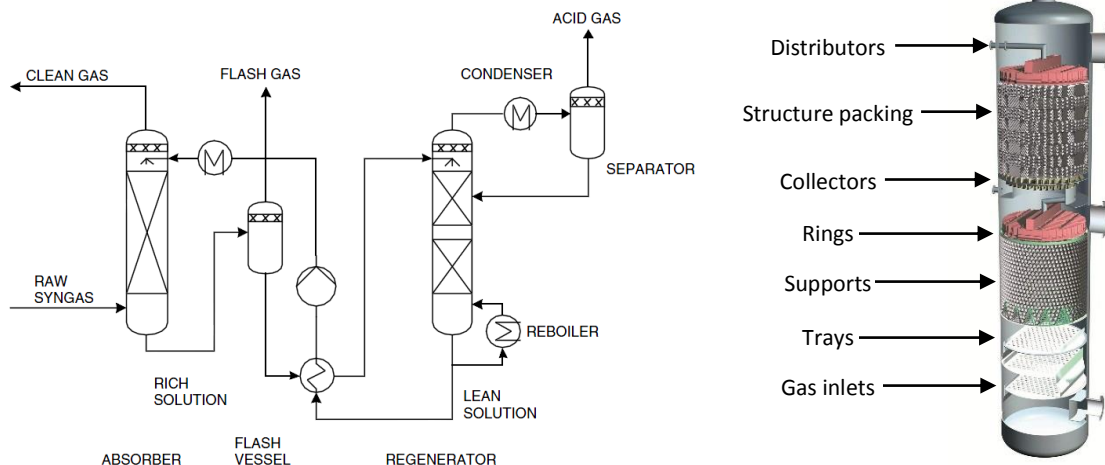 ACID GAS
CLEAN GAS
FLASH GAS
CONDENSER
SEPARATOR
RAW
SYNGAS
REBOILER
RICH
SOLUTION
LEAN
SOLUTION
ABSORBER
FLASH
VESSEL
REGENERATOR
Distributors
Structure packing
Collectors
Rings
Supports
Trays
Gas inlets